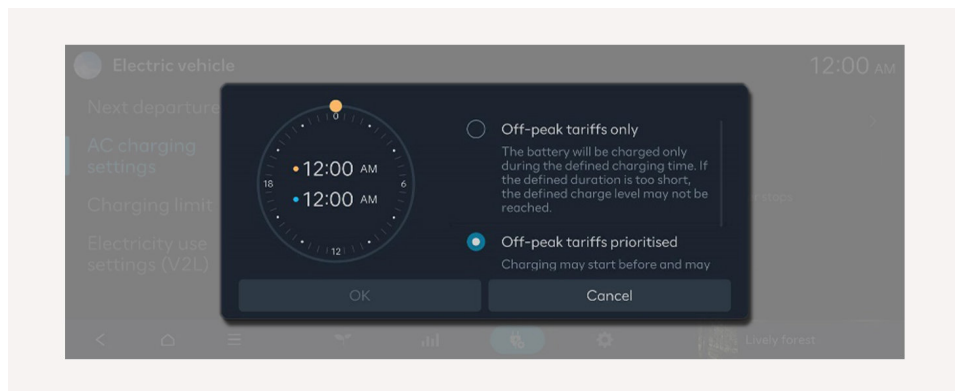 Electric vehicle
12:00 AM
Next departure
AC charging
settings
Charging limit
Electricity use
settings (V2L)
0
6
12
18
12:00 AM
12:00 AM
Off-peak tariffs only
The battery will be charged only
during the defined charging time. If
the defined duration is too short,
the defined charge level may not be
reached.
Off-peak tariffs prioritised
Charging may start before and may
stops
OK
Cancel
Lively forest